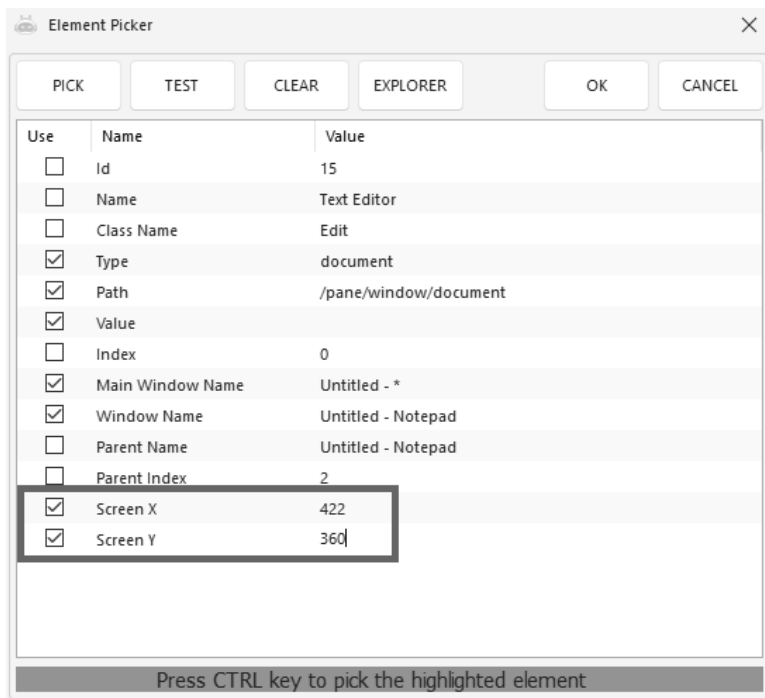 Element Picker
PICK TEST CLEAR EXPLORER OK CANCEL
Use Name Value
Id 15
Name Text Editor
Class Name Edit
Type document
Path /pane/window/document
Value
Index 0
Main Window Name Untitled - *
Window Name Untitled - Notepad
Parent Name Untitled - Notepad
Parent Index 2
Screen X 422
Screen Y 360
Press CTRL key to pick the highlighted element